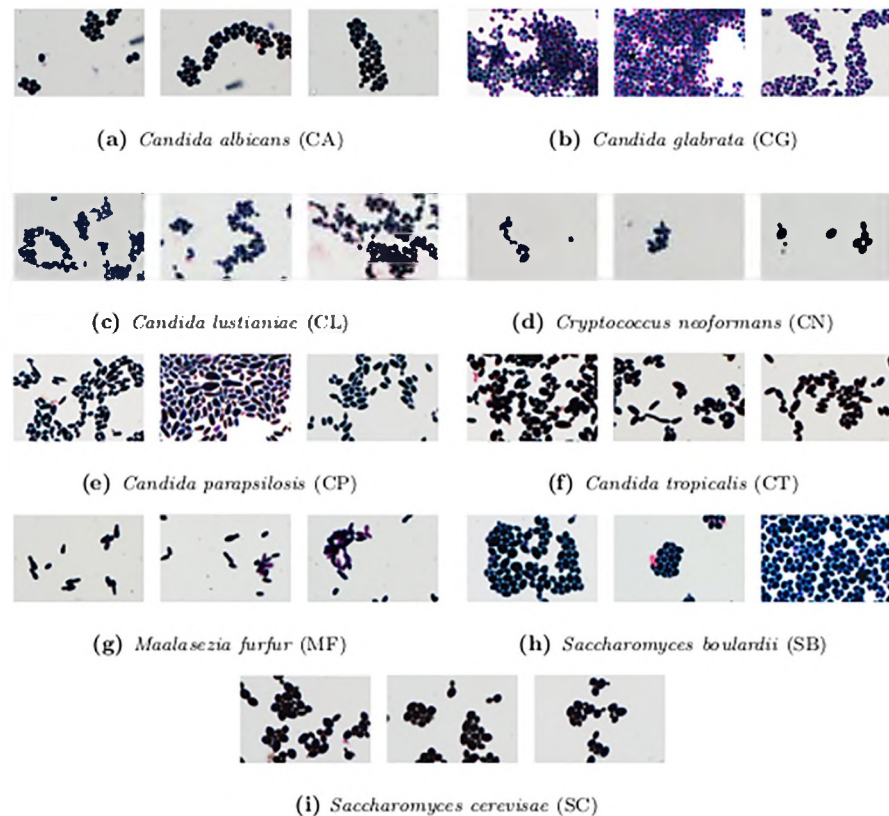 (a) Candida albicans (CA)
(b) Candida glabrata (CG)
(c) Candida lustianiac (CL)
(d) Cryptococcus neoformans (CN)
(e) Candida parapsilosis (CP)
(f) Candida tropicalis (CT)
(g) Maalasezia furfur (MF)
(h) Saccharomyces boulardii (SB)
(i) Saccharomyces cerevisae (SC)